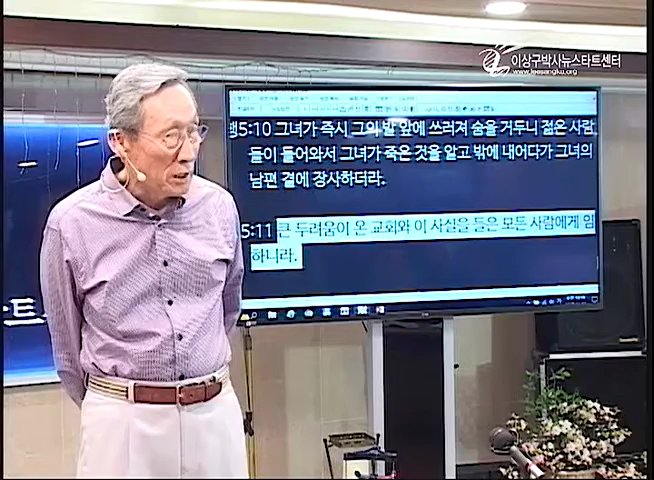 이상구박사뉴스타트센터
www.leesangku.org
행5:10 그녀가 즉시 그의 발 앞에 쓰러져 숨을 거두니 젊은 사람
들이 들어와서 그녀가 죽은 것을 알고 밖에 내어다가 그녀의
남편 곁에 장사하더라.
5:11 큰 두려움이 온 교회와 이 사실을 들은 모든 사람에게 임
하니라.